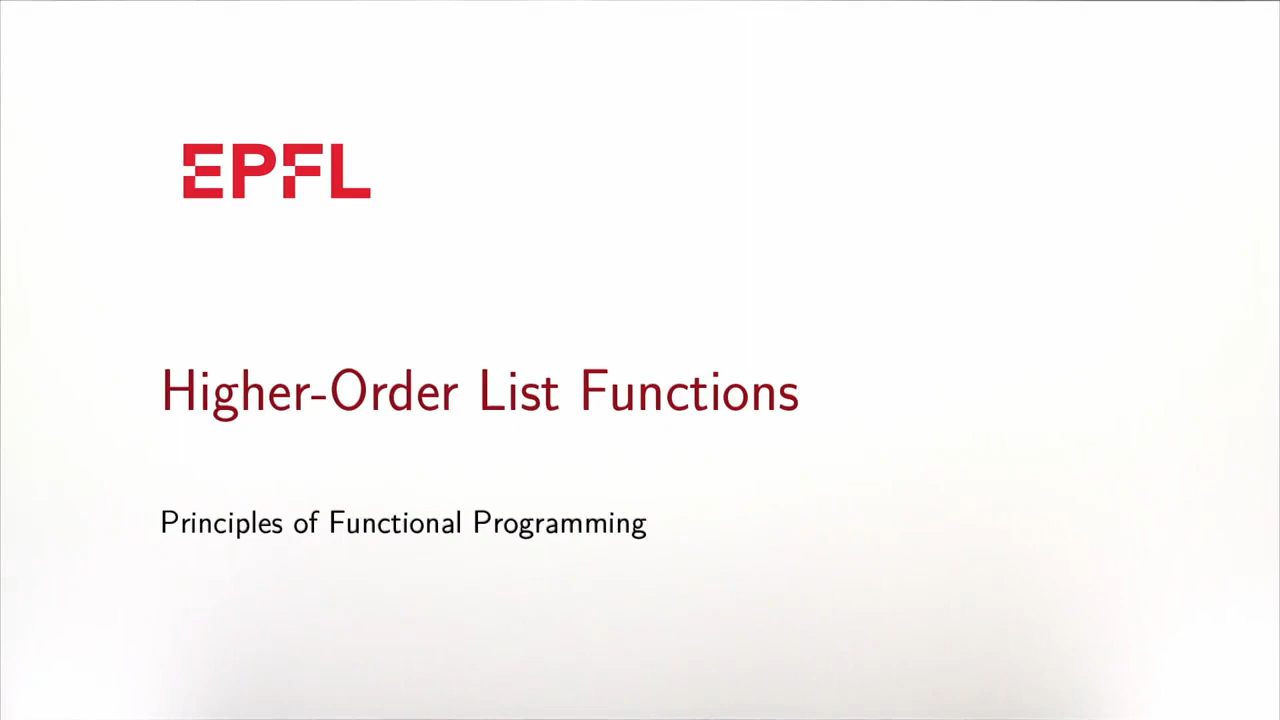 EPFL
Higher-Order List Functions
Principles of Functional Programming